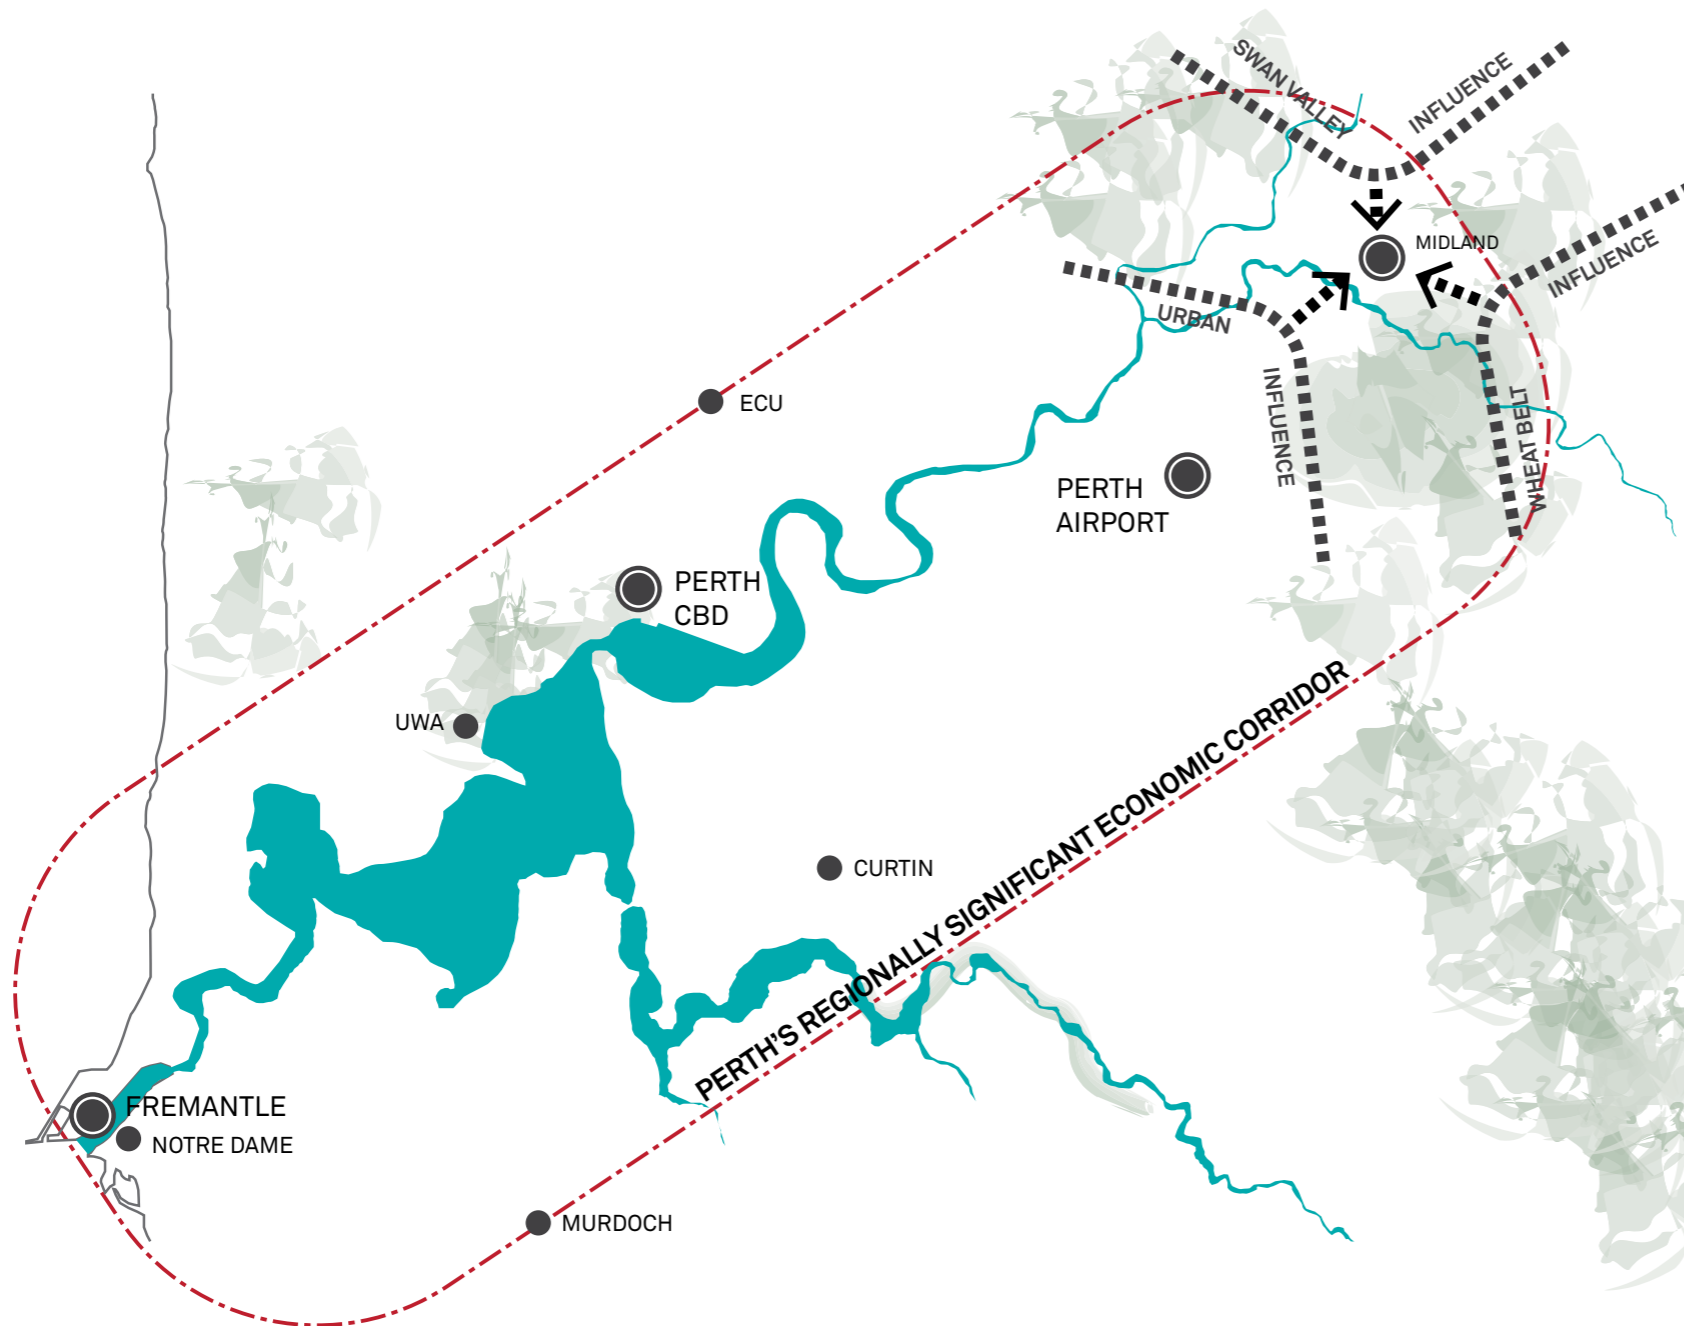 SWAN VALLEY
INFLUENCE
MIDLAND
INFLUENCE
URBAN
INFLUENCE
WHEAT BELT
ECU
PERTH
AIRPORT
PERTH
CBD
UWA
CURTIN
PERTH'S REGIONALLY SIGNIFICANT ECONOMIC CORRIDOR
FREMANTLE
NOTRE DAME
MURDOCH